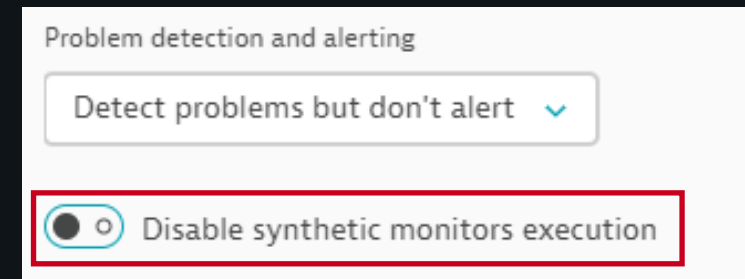 Problem detection and alerting
Detect problems but don't alert
Disable synthetic monitors execution